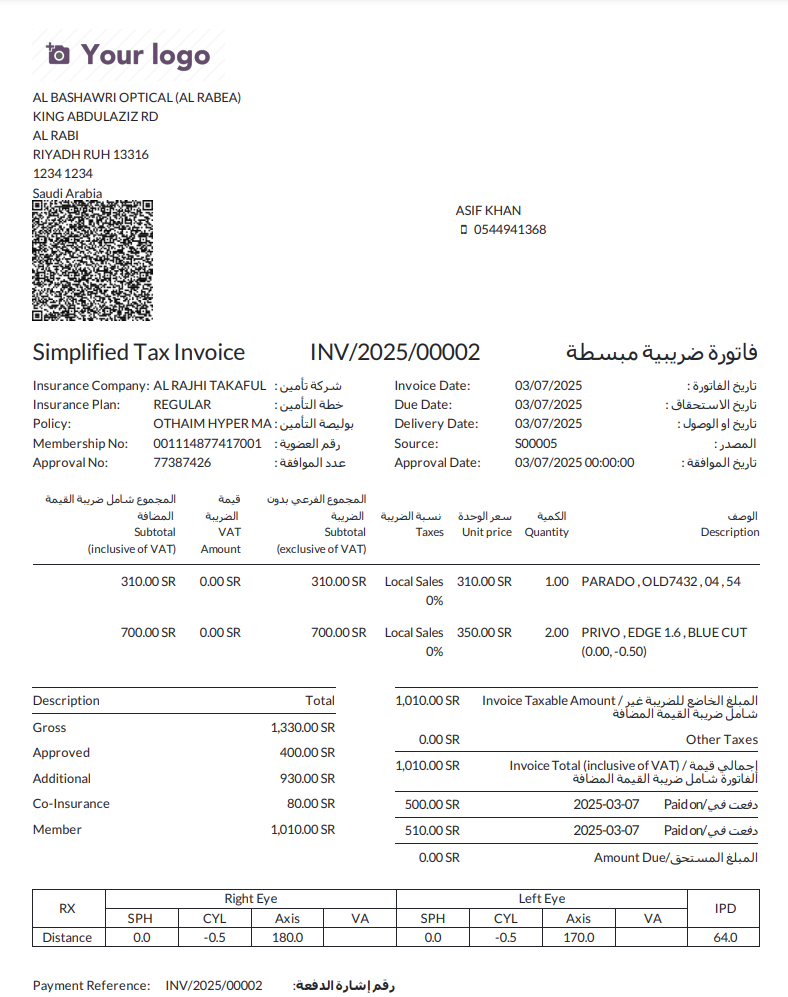 Your logo
AL BASHAWRI OPTICAL (AL RABEA)
KING ABDULAZIZ RD
AL RABI
RIYADH RUH 13316
1234 1234
Saudi Arabia
ASIF KHAN
0544941368
Simplified Tax Invoice INV/2025/00002 فاتورة ضريبية مبسطة
Insurance Company: AL RAJHI TAKAFUL شركة تأمين : Invoice Date: 03/07/2025 تاريخ الفاتورة :
Insurance Plan: REGULAR خطة التأمين : Due Date: 03/07/2025 تاريخ الاستحقاق :
Policy: OTHAIM HYPER MA بوليصة التأمين : Delivery Date: 03/07/2025 تاريخ او الوصول :
Membership No: 001114877417001 رقم العضوية : Source: S00005 المصدر :
Approval No: 77387426 عدد الموافقة : Approval Date: 03/07/2025 00:00:00 تاريخ الموافقة :
المجموع شامل ضريبة القيمة قيمة المجموع الفرعي بدون
المضافة الضريبة الضريبة نسبة الضريبة سعر الوحدة الكمية الوصف
Subtotal VAT Subtotal Taxes Unit price Quantity Description
(inclusive of VAT) Amount (exclusive of VAT)
310.00 SR 0.00 SR 310.00 SR Local Sales 310.00 SR 1.00 PARADO , OLD7432 , 04 , 54
0%
700.00 SR 0.00 SR 700.00 SR Local Sales 350.00 SR 2.00 PRIVO , EDGE 1.6 , BLUE CUT
0% (0.00, -0.50)
Description Total
Gross 1,330.00 SR
Approved 400.00 SR
Additional 930.00 SR
Co-Insurance 80.00 SR
Member 1,010.00 SR
1,010.00 SR Invoice Taxable Amount / المبلغ الخاضع للضريبة غير
شامل ضريبة القيمة المضافة
0.00 SR Other Taxes
1,010.00 SR Invoice Total (inclusive of VAT) / إجمالي قيمة
الفاتورة شامل ضريبة القيمة المضافة
500.00 SR 2025-03-07 Paid on/دفعت في
510.00 SR 2025-03-07 Paid on/دفعت في
0.00 SR Amount Due/المبلغ المستحق
RX Right Eye Left Eye IPD
SPH CYL Axis VA SPH CYL Axis VA
Distance 0.0 -0.5 180.0 0.0 -0.5 170.0 64.0
Payment Reference: INV/2025/00002 رقم إشارة الدفعة: